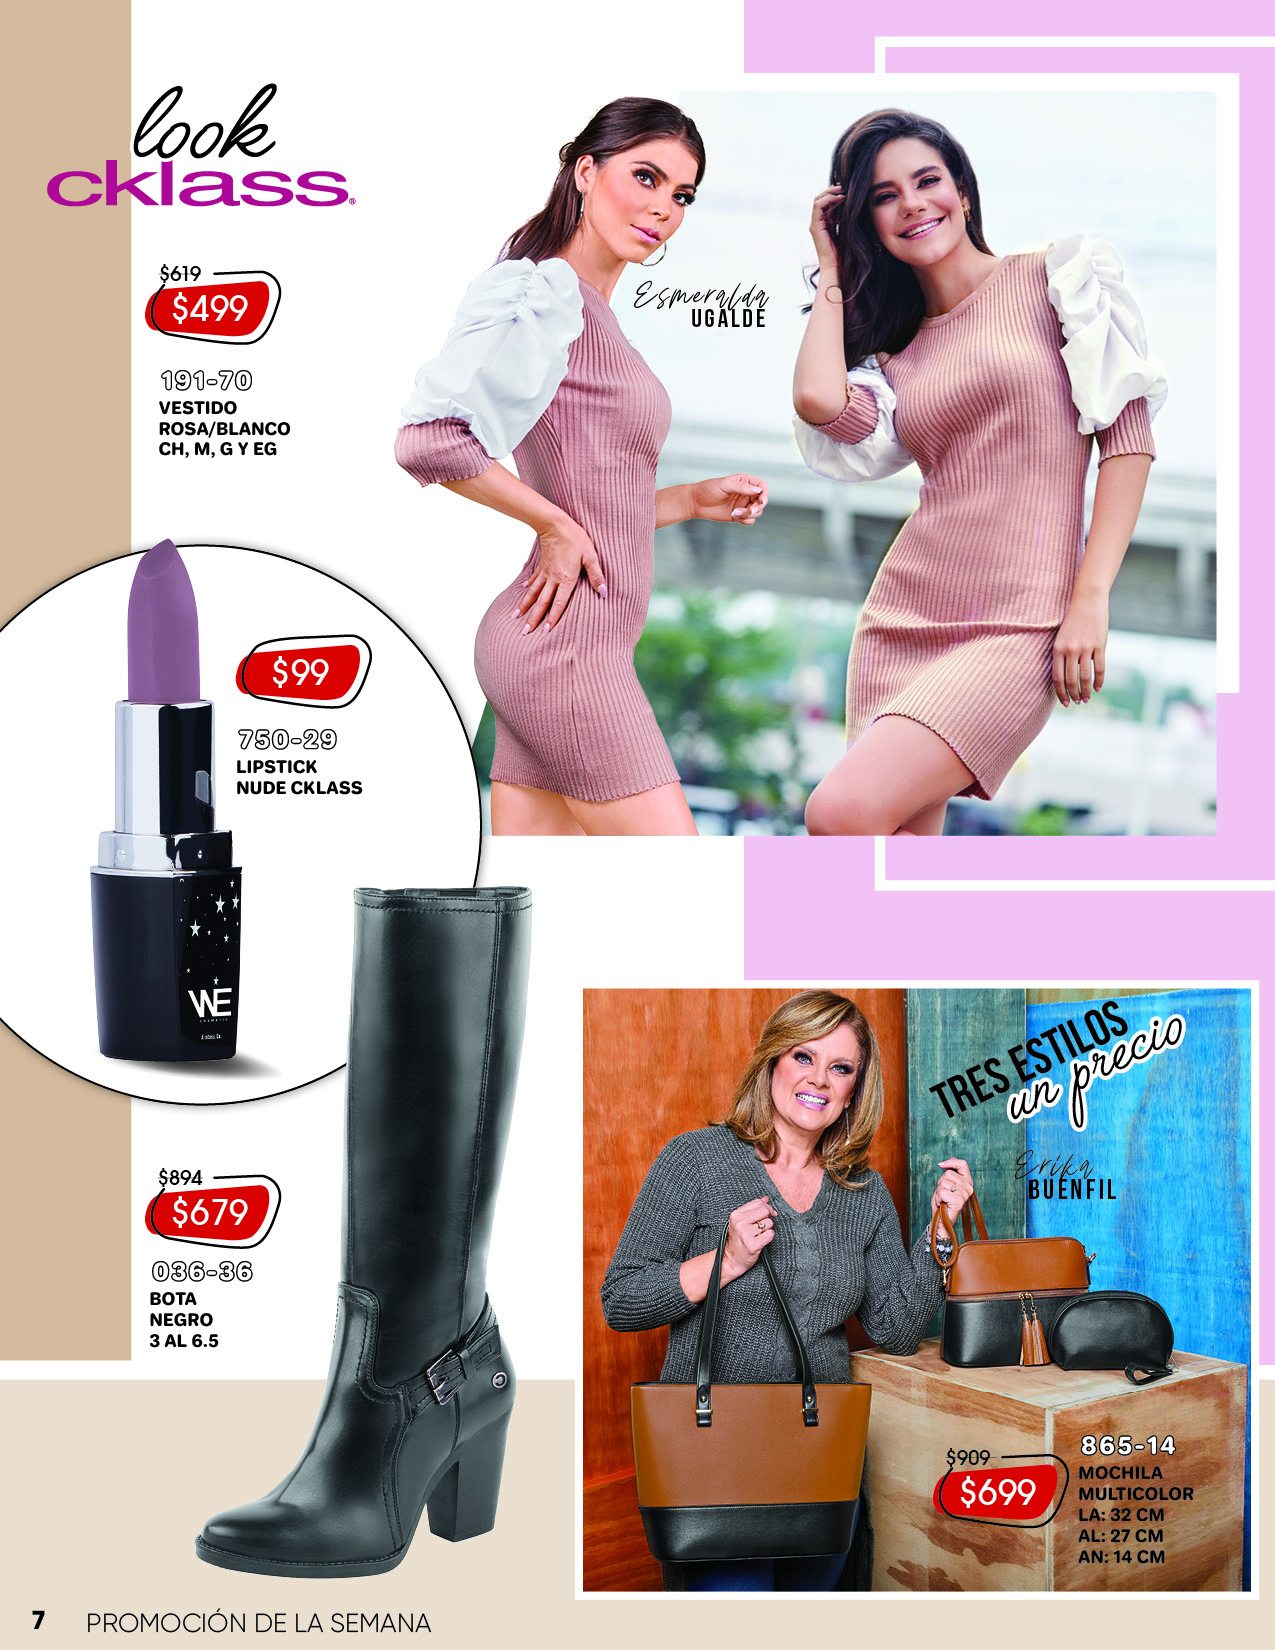 look
cklass®
$619
$499
191-70
VESTIDO
ROSA/BLANCO
CH, M, G Y EG
Esmeralda
UGALDE
$99
750-29
LIPSTICK
NUDE CKLASS
WE
COSMETIC
$894
$679
036-36
BOTA
NEGRO
3 AL 6.5
TRES ESTILOS
un precio
Erika
BUENFIL
$909
$699
865-14
MOCHILA
MULTICOLOR
LA: 32 CM
AL: 27 CM
AN: 14 CM
7 PROMOCIÓN DE LA SEMANA